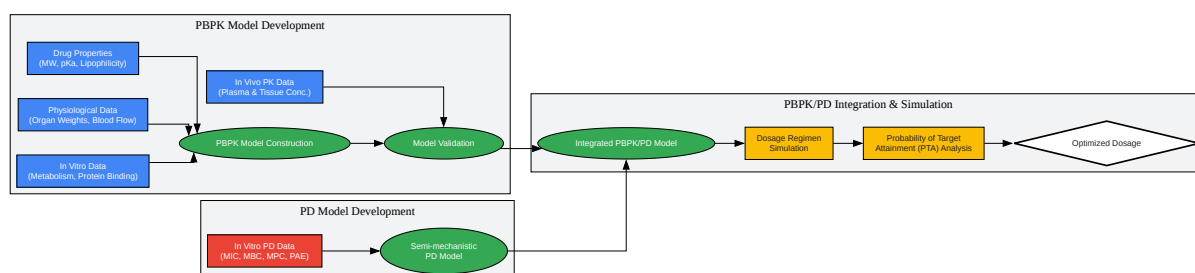 PBPK Model Development
Drug Properties
(MW, pKa, Lipophilicity)
In Vivo PK Data
(Plasma & Tissue Conc.)
Physiological Data
(Organ Weights, Blood Flow)
PBPK Model Construction
Model Validation
In Vitro Data
(Metabolism, Protein Binding)
PBPK/PD Integration & Simulation
Integrated PBPK/PD Model
Dosage Regimen
Simulation
Probability of Target
Attainment (PTA) Analysis
Optimized Dosage
PD Model Development
In Vitro PD Data
(MIC, MBC, MPC, PAE)
Semi-mechanistic
PD Model